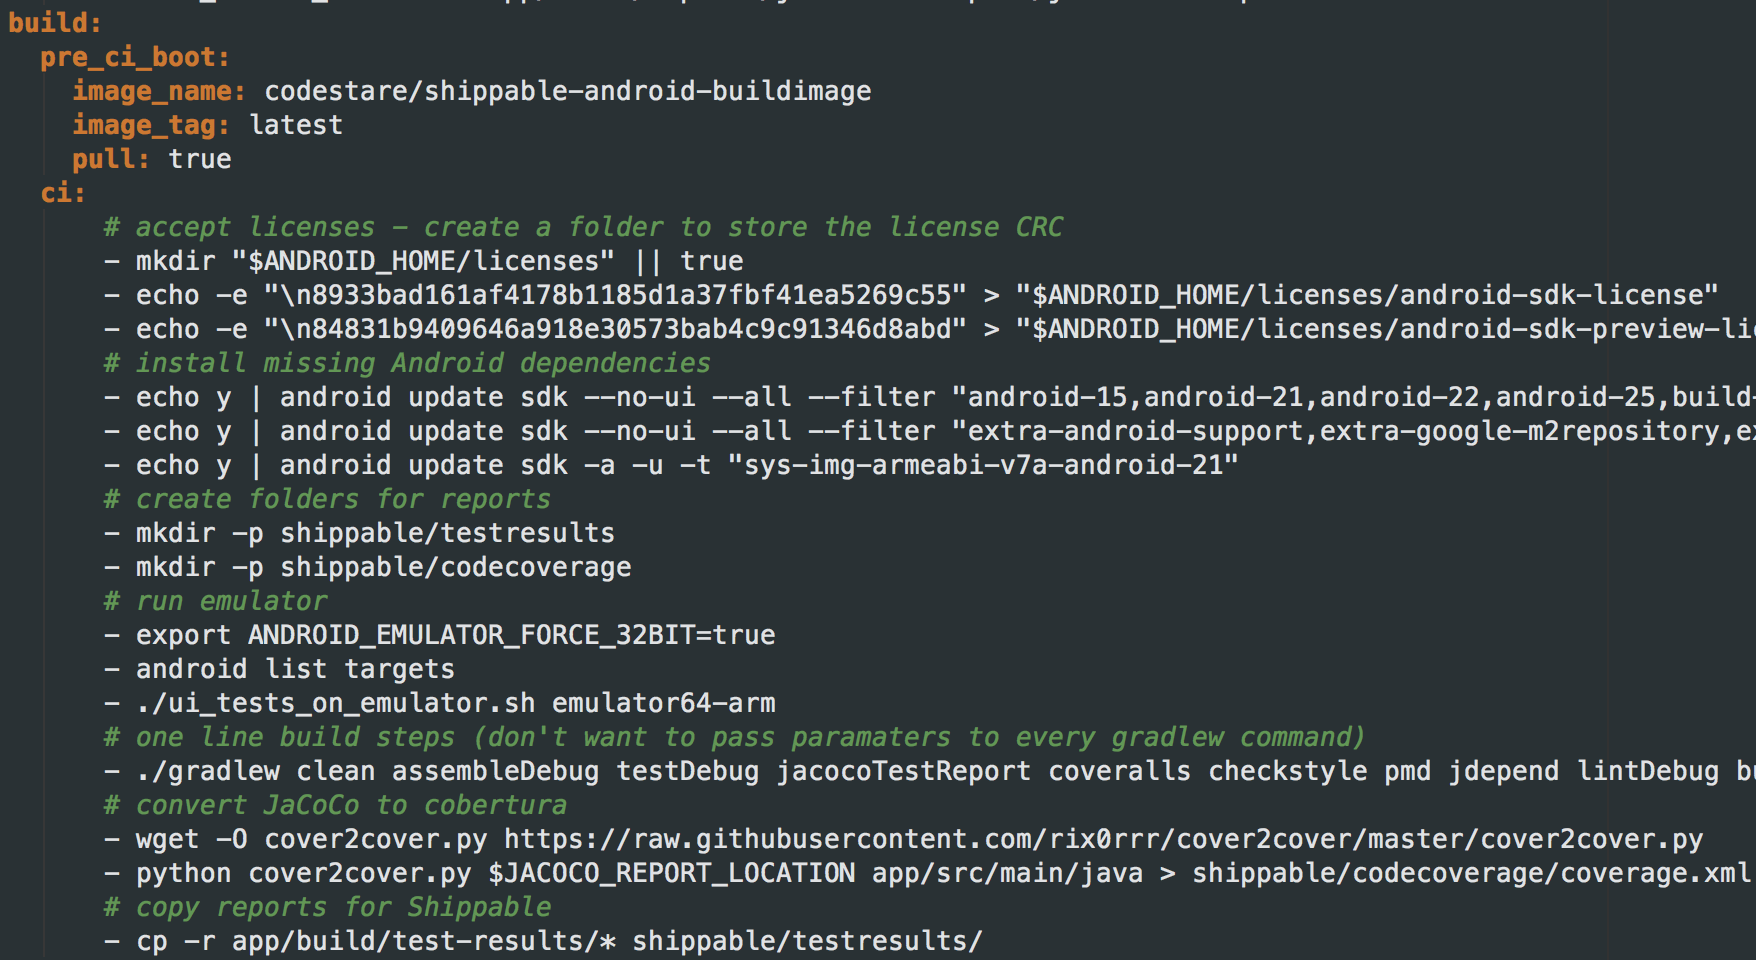 build:
  pre_ci_boot:
    image_name: codestare/shippable-android-buildimage
    image_tag: latest
    pull: true
  ci:
      # accept licenses – create a folder to store the license CRC
      - mkdir "$ANDROID_HOME/licenses" || true
      - echo -e "\n8933bad161af4178b1185d1a37fbf41ea5269c55" > "$ANDROID_HOME/licenses/android-sdk-license"
      - echo -e "\n84831b9409646a918e30573bab4c9c91346d8abd" > "$ANDROID_HOME/licenses/android-sdk-preview-lic
      # install missing Android dependencies
      - echo y | android update sdk --no-ui --all --filter "android-15,android-21,android-22,android-25,build-
      - echo y | android update sdk --no-ui --all --filter "extra-android-support,extra-google-m2repository,ex
      - echo y | android update sdk -a -u -t "sys-img-armeabi-v7a-android-21"
      # create folders for reports
      - mkdir -p shippable/testresults
      - mkdir -p shippable/codecoverage
      # run emulator
      - export ANDROID_EMULATOR_FORCE_32BIT=true
      - android list targets
      - ./ui_tests_on_emulator.sh emulator64-arm
      # one line build steps (don't want to pass paramaters to every gradlew command)
      - ./gradlew clean assembleDebug testDebug jacocoTestReport coveralls checkstyle pmd jdepend lintDebug bu
      # convert JaCoCo to cobertura
      - wget -O cover2cover.py https://raw.githubusercontent.com/rix0rrr/cover2cover/master/cover2cover.py
      - python cover2cover.py $JACOCO_REPORT_LOCATION app/src/main/java > shippable/codecoverage/coverage.xml
      # copy reports for Shippable
      - cp -r app/build/test-results/* shippable/testresults/